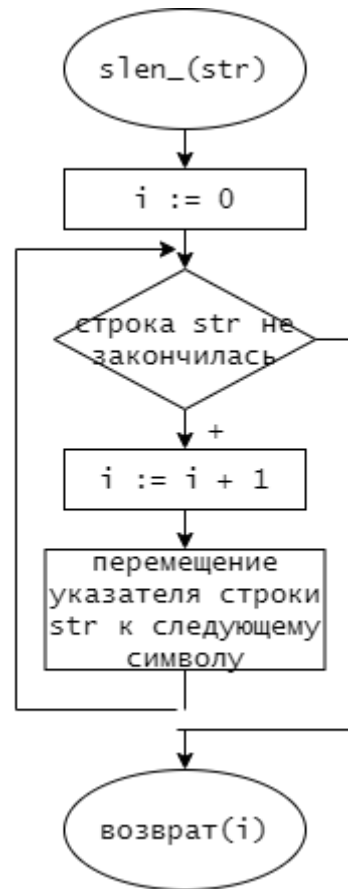 slen_(str)
i := 0
строка str не
закончилась
+
i := i + 1
перемещение
указателя строки
str к следующему
символу
возврат(i)